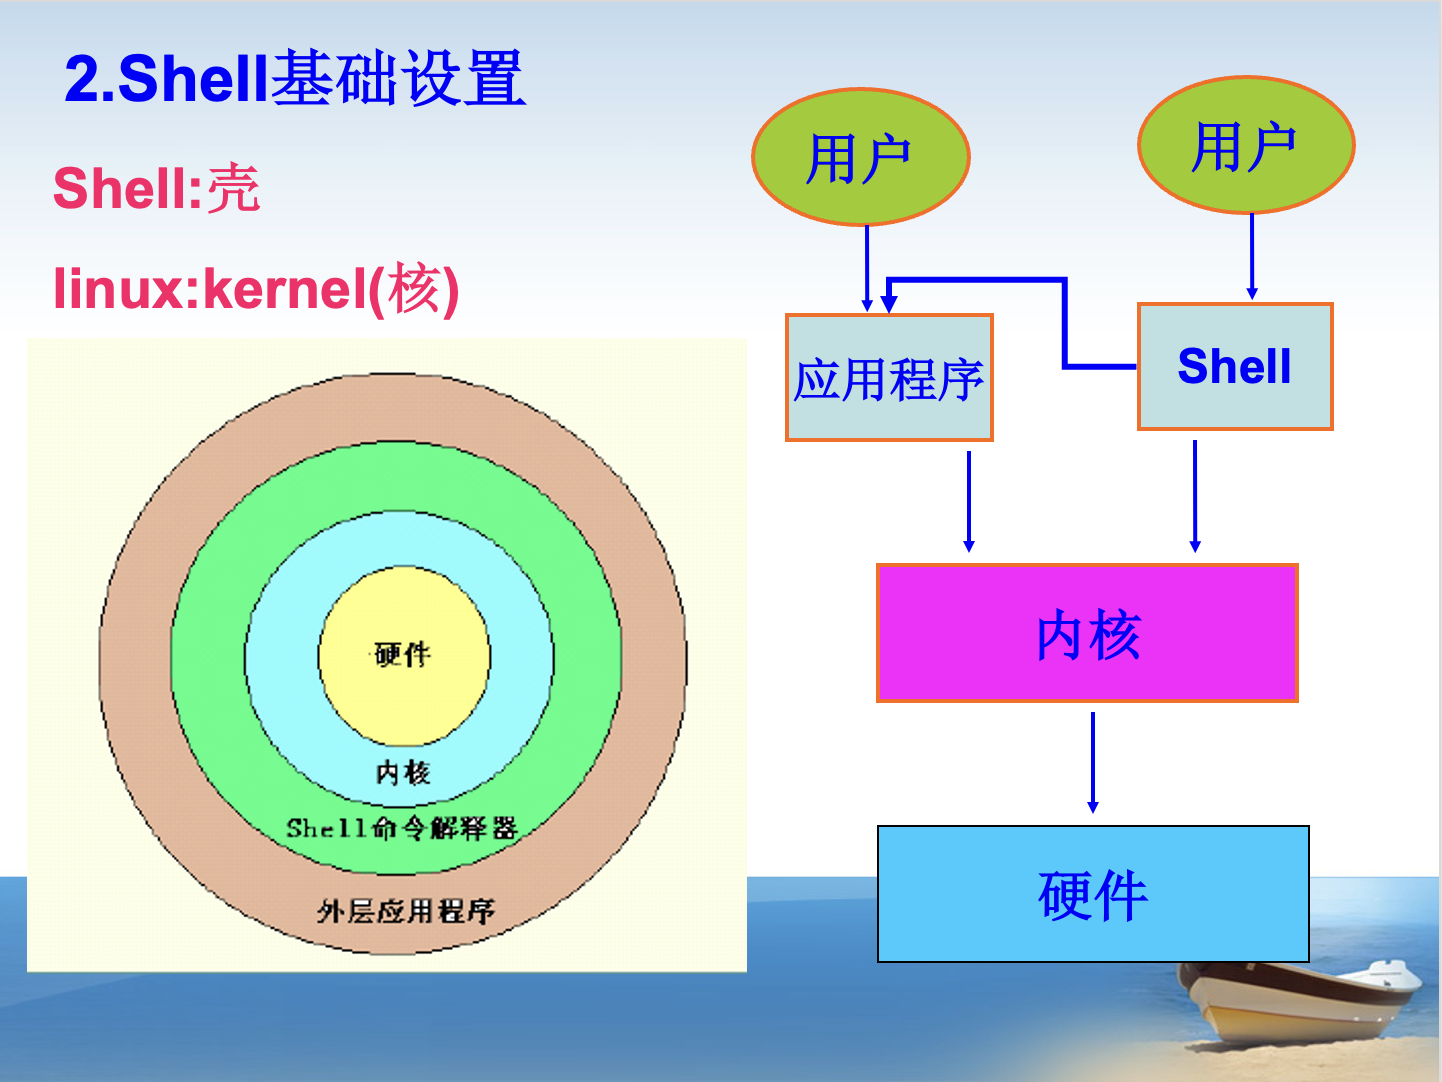 2.Shell基础设置
Shell:壳
linux:kernel(核)
硬件
内核
Shell命令解释器
外层应用程序
用户
用户
应用程序
Shell
内核
硬件